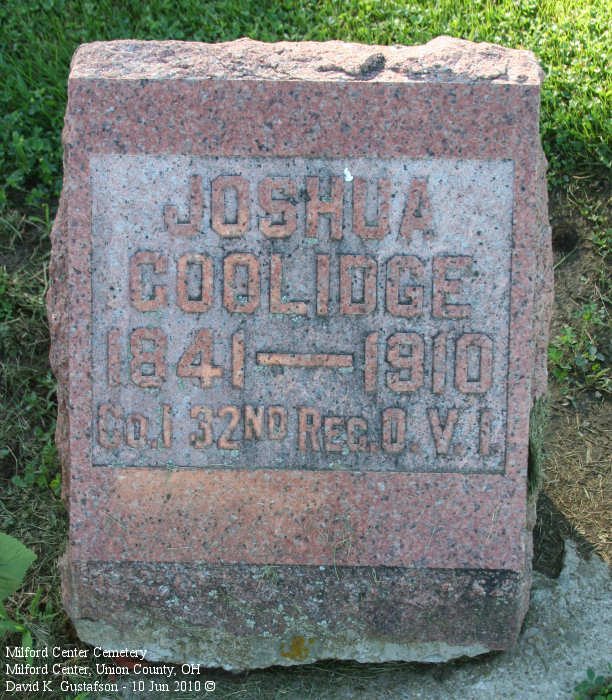 JOSHUA
COOLIDGE
1841—1910
Co. I 32ND REG. O. V. I.
Milford Center Cemetery
Milford Center, Union County, OH
David K. Gustafson - 10 Jun 2010 ©